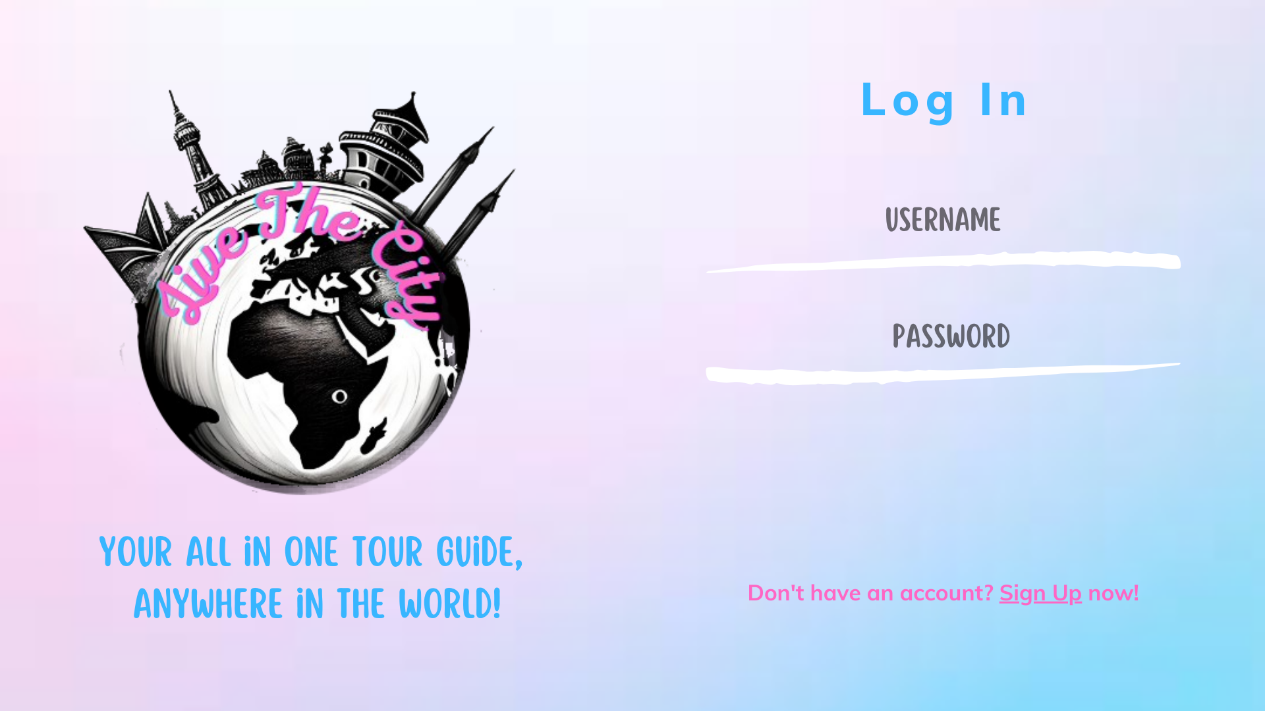 Live The City
YOUR ALL iN ONE TOUR GUiDE,
ANYWHERE iN THE WORLD!
Log In
USERNAME
PASSWORD
Don't have an account? Sign Up now!